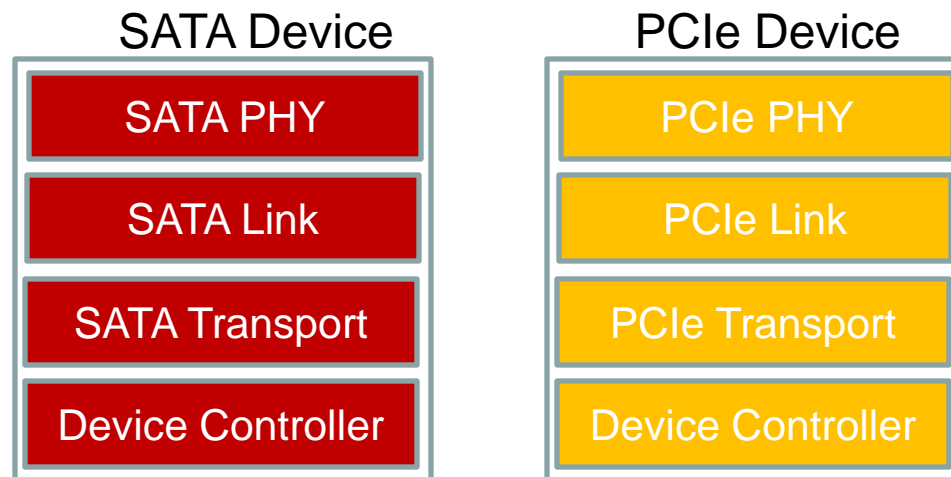 SATA Device
SATA PHY
SATA Link
SATA Transport
Device Controller
PCIe Device
PCIe PHY
PCIe Link
PCIe Transport
Device Controller